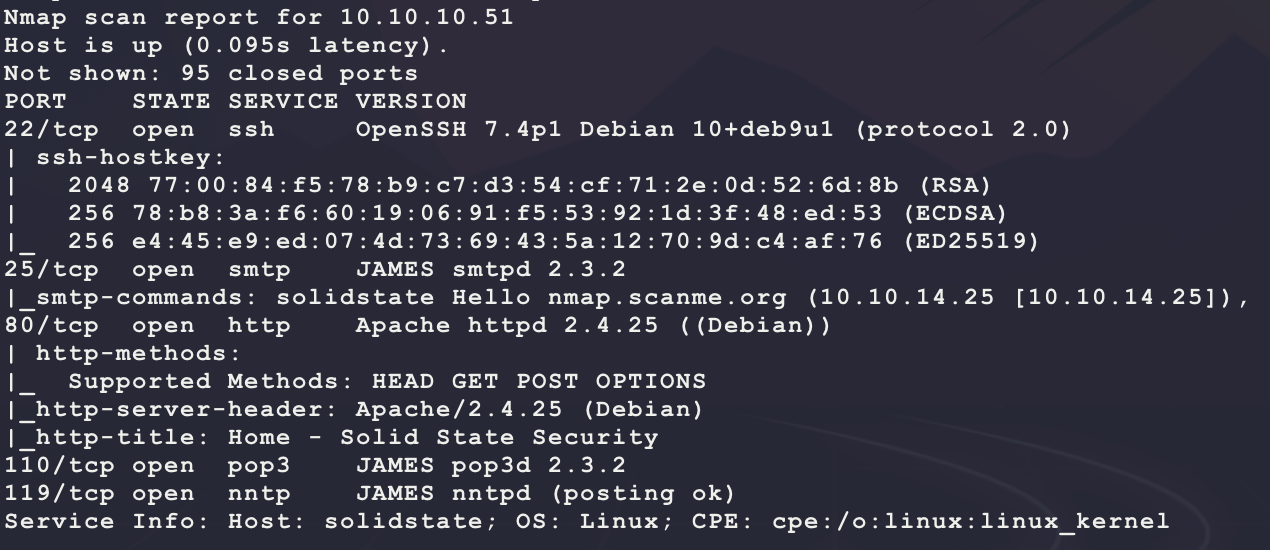 Nmap scan report for 10.10.10.51
Host is up (0.095s latency).
Not shown: 95 closed ports
PORT    STATE SERVICE VERSION
22/tcp  open  ssh     OpenSSH 7.4p1 Debian 10+deb9u1 (protocol 2.0)
| ssh-hostkey:
|   2048 77:00:84:f5:78:b9:c7:d3:54:cf:71:2e:0d:52:6d:8b (RSA)
|   256 78:b8:3a:f6:60:19:06:91:f5:53:92:1d:3f:48:ed:53 (ECDSA)
|_  256 e4:45:e9:ed:07:4d:73:69:43:5a:12:70:9d:c4:af:76 (ED25519)
25/tcp  open  smtp    JAMES smtpd 2.3.2
|_smtp-commands: solidstate Hello nmap.scanme.org (10.10.14.25 [10.10.14.25]),
80/tcp  open  http    Apache httpd 2.4.25 ((Debian))
| http-methods:
|_  Supported Methods: HEAD GET POST OPTIONS
|_http-server-header: Apache/2.4.25 (Debian)
|_http-title: Home - Solid State Security
110/tcp open  pop3    JAMES pop3d 2.3.2
119/tcp open  nntp    JAMES nntpd (posting ok)
Service Info: Host: solidstate; OS: Linux; CPE: cpe:/o:linux:linux_kernel